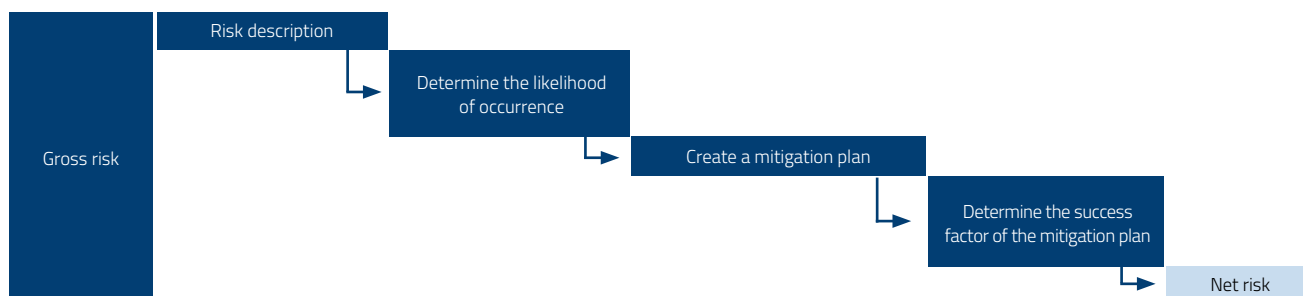 Gross risk
Risk description
Determine the likelihood
of occurrence
Create a mitigation plan
Determine the success
factor of the mitigation plan
Net risk